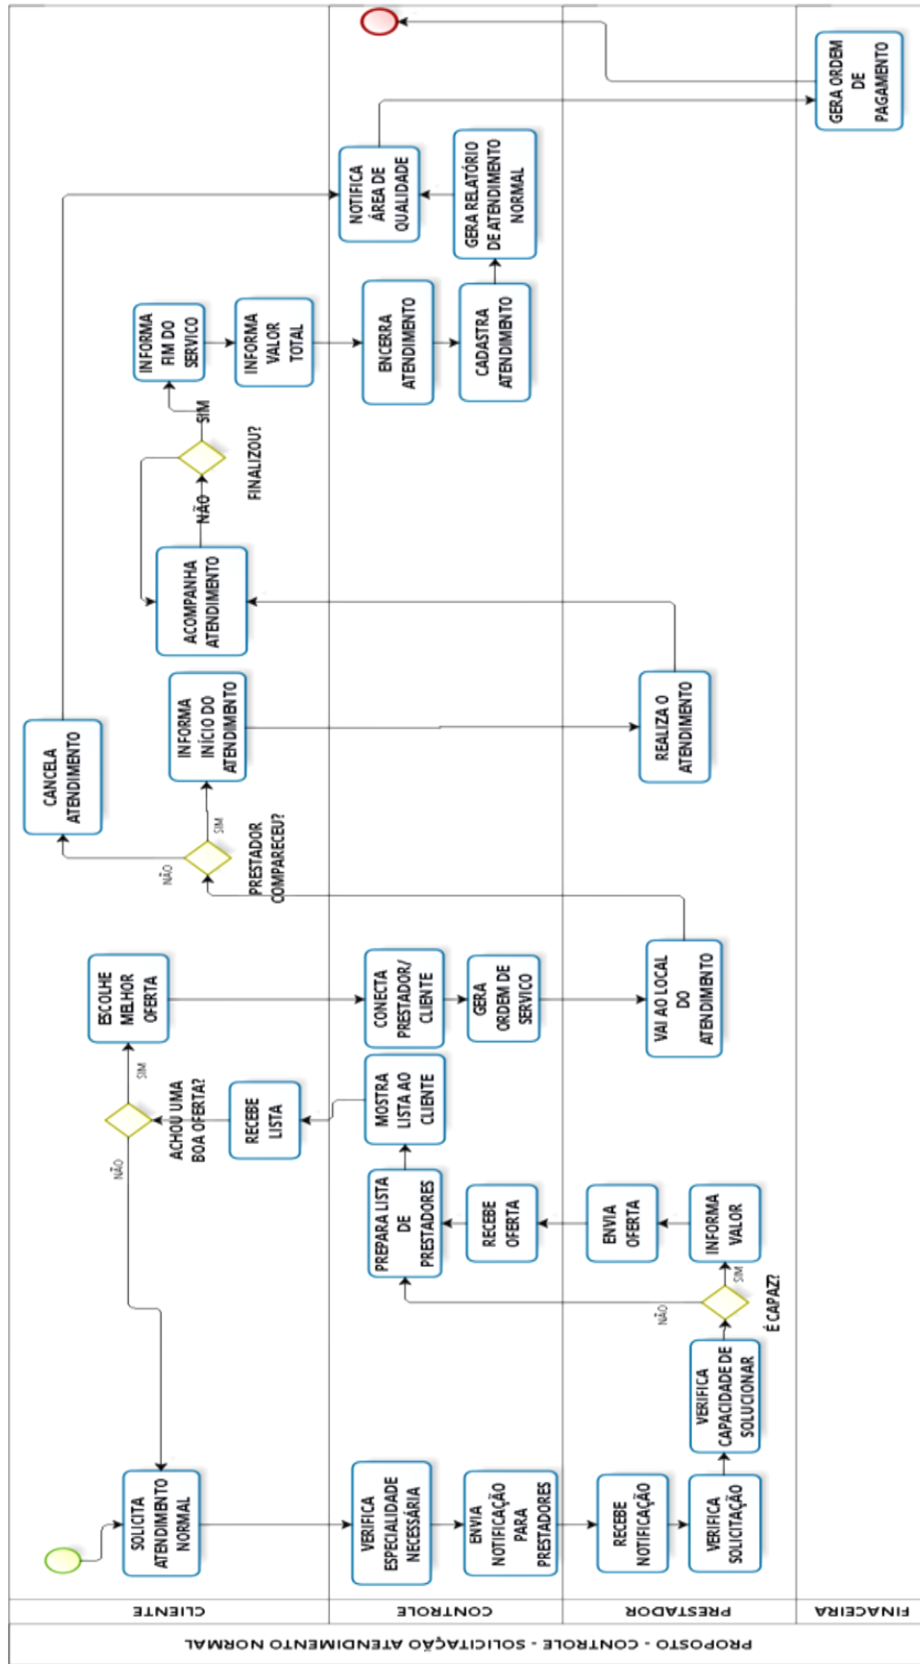 PROPOSTO - CONTROLE - SOLICITAÇÃO ATENDIMENTO NORMAL
CLIENTE
SOLICITA
ATENDIMENTO
NORMAL
NÃO
ACHOU UMA
BOA OFERTA?
SIM
RECEBE
LISTA
ESCOLHE
MELHOR
OFERTA
NÃO
PRESTADOR
COMPARECEU?
SIM
CANCELA
ATENDIMENTO
INFORMA
INÍCIO DO
ATENDIMENTO
ACOMPANHA
ATENDIMENTO
NÃO
FINALIZOU?
SIM
INFORMA
FIM DO
SERVICO
INFORMA
VALOR
TOTAL
CONTROLE
VERIFICA
ESPECIALIDADE
NECESSÁRIA
ENVIA
NOTIFICAÇÃO
PARA
PRESTADORES
PREPARA LISTA
DE
PRESTADORES
RECEBE
OFERTA
MOSTRA
LISTA AO
CLIENTE
CONECTA
PRESTADOR/
CLIENTE
GERA
ORDEM DE
SERVICO
ENCERRA
ATENDIMENTO
CADASTRA
ATENDIMENTO
GERA RELATÓRIO
DE ATENDIMENTO
NORMAL
NOTIFICA
ÁREA DE
QUALIDADE
PRESTADOR
RECEBE
NOTIFICAÇÃO
VERIFICA
SOLICITAÇÃO
VERIFICA
CAPACIDADE DE
SOLUCIONAR
NÃO
É CAPAZ?
SIM
INFORMA
VALOR
ENVIA
OFERTA
VAI AO LOCAL
DO
ATENDIMENTO
REALIZA O
ATENDIMENTO
FINACEIRA
GERA ORDEM
DE
PAGAMENTO